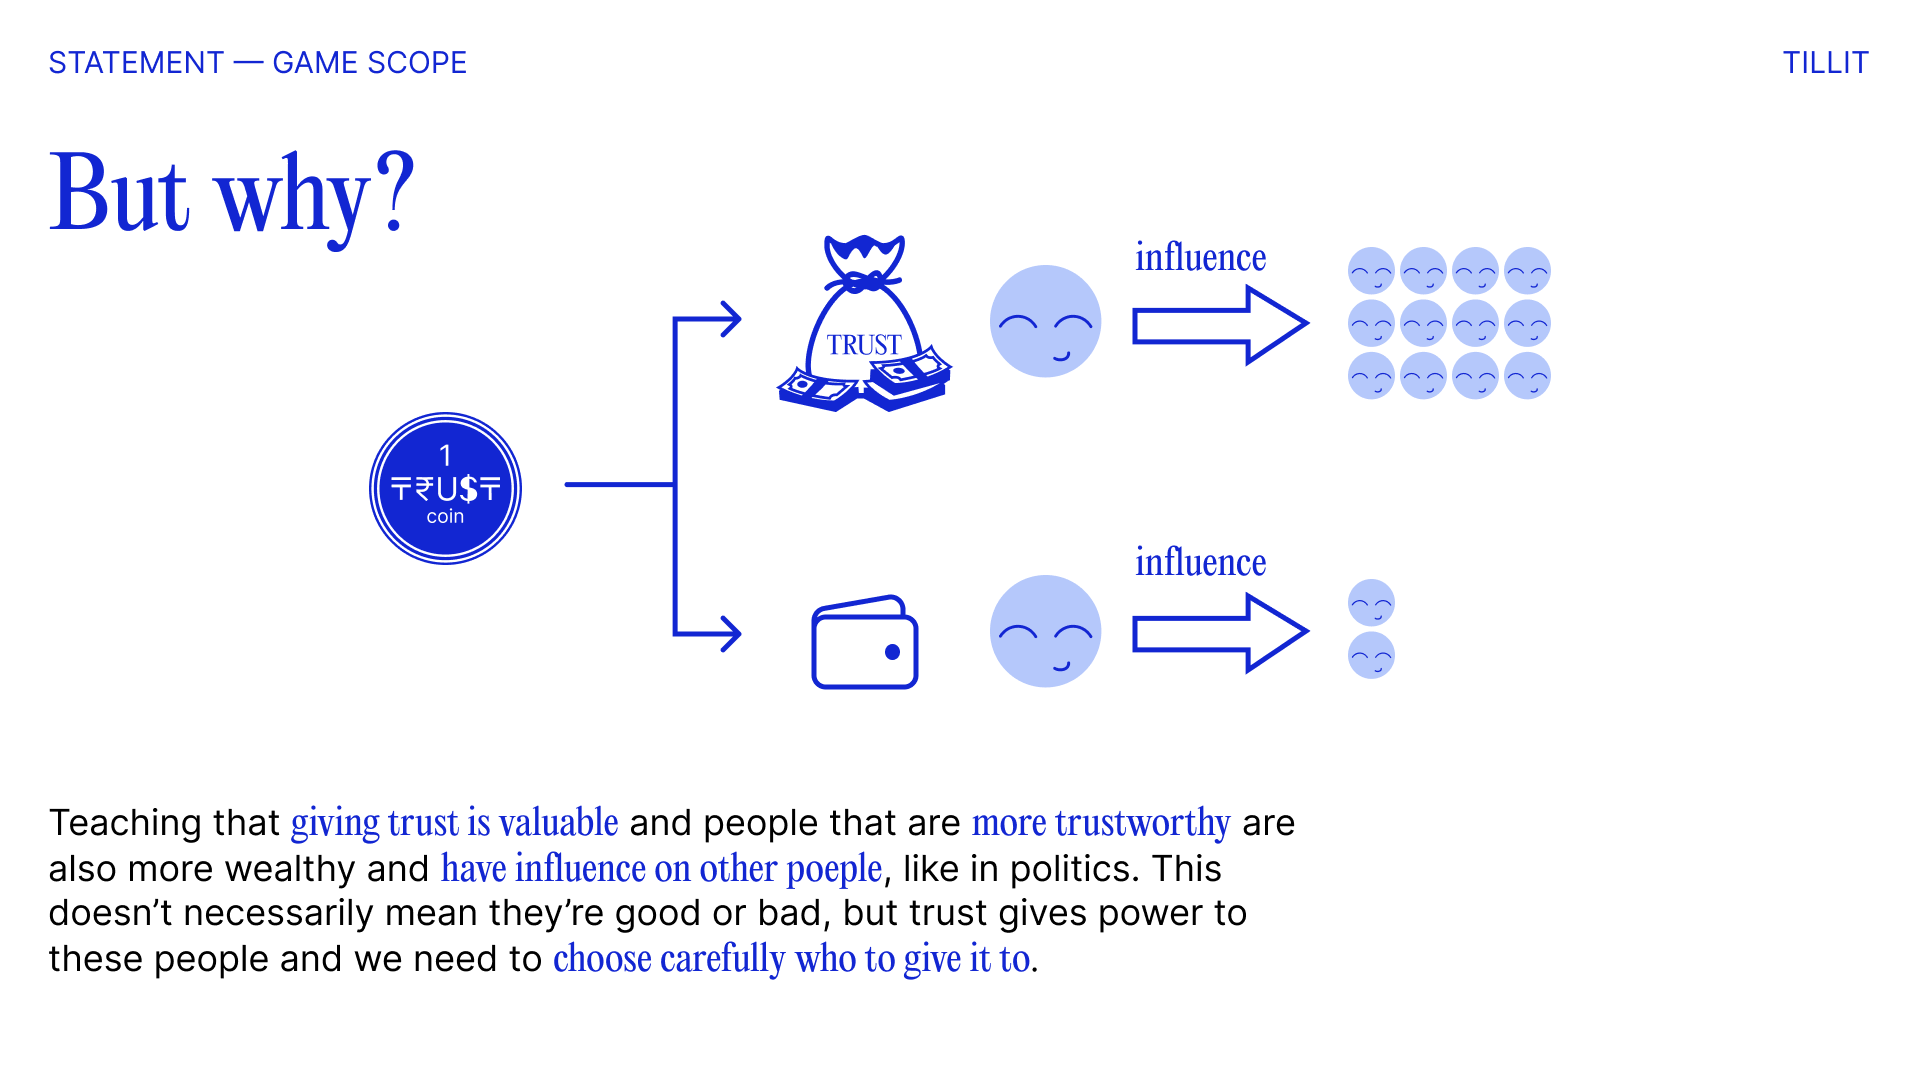 STATEMENT — GAME SCOPE
TILLIT
But why?
influence
TRUST
1
₸₹U$₸
coin
influence
Teaching that giving trust is valuable and people that are more trustworthy are
also more wealthy and have influence on other poeple, like in politics. This
doesn’t necessarily mean they’re good or bad, but trust gives power to
these people and we need to choose carefully who to give it to.